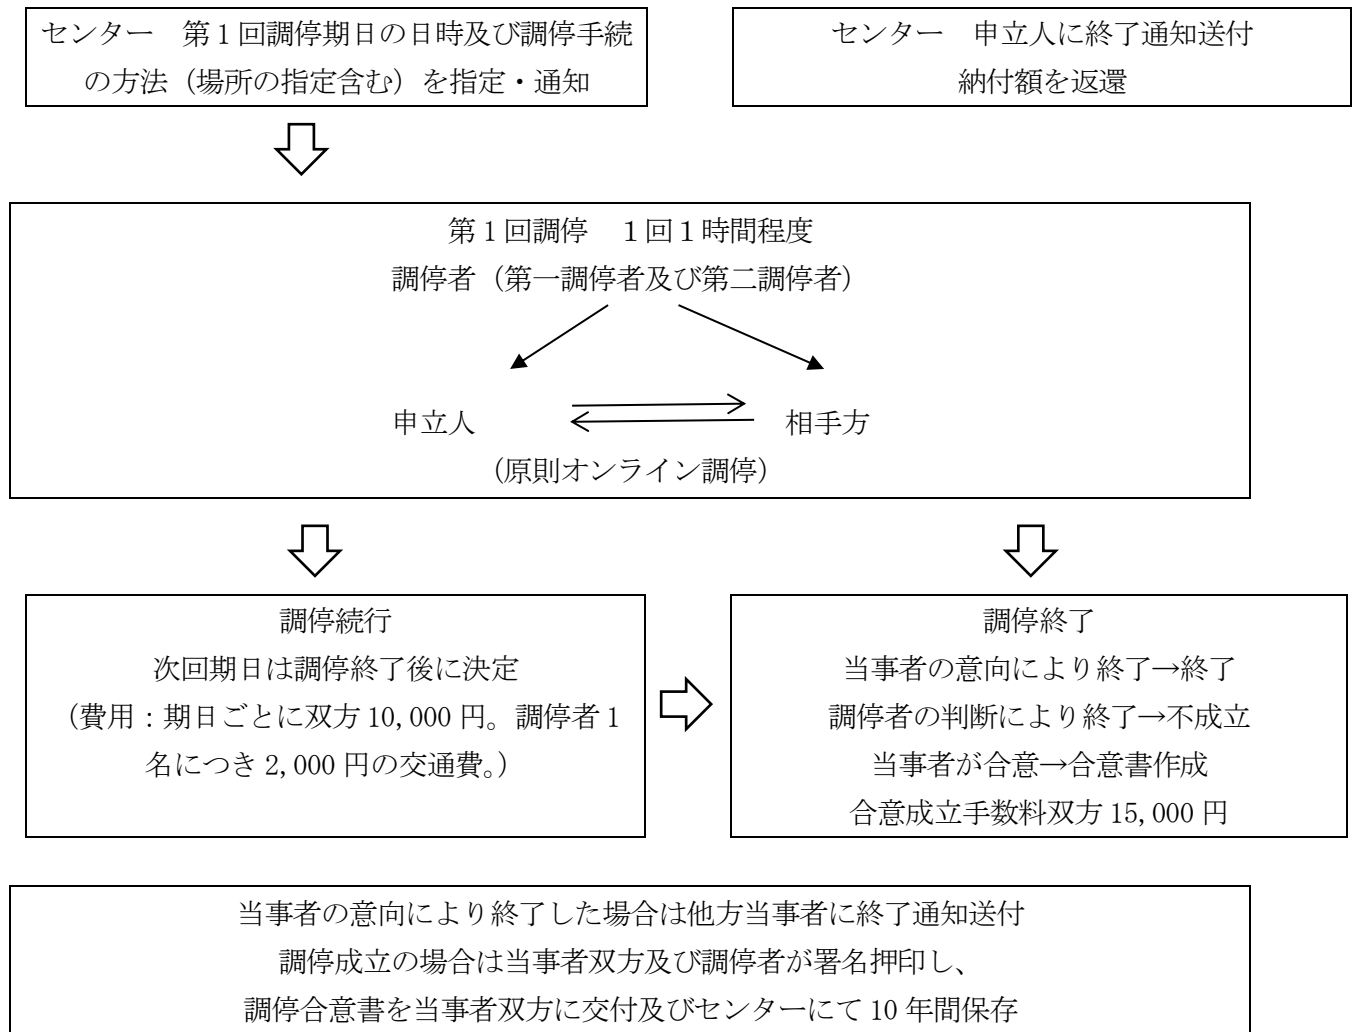 センター　第1回調停期日の日時及び調停手続
の方法（場所の指定含む）を指定・通知
センター　申立人に終了通知送付
納付額を返還
第1回調停　１回１時間程度
調停者（第一調停者及び第二調停者）
申立人
相手方
（原則オンライン調停）
調停続行
次回期日は調停終了後に決定
（費用：期日ごとに双方10,000円。調停者1
名につき2,000円の交通費。）
調停終了
当事者の意向により終了→終了
調停者の判断により終了→不成立
当事者が合意→合意書作成
合意成立手数料双方15,000円
当事者の意向により終了した場合は他方当事者に終了通知送付
調停成立の場合は当事者双方及び調停者が署名押印し、
調停合意書を当事者双方に交付及びセンターにて10年間保存